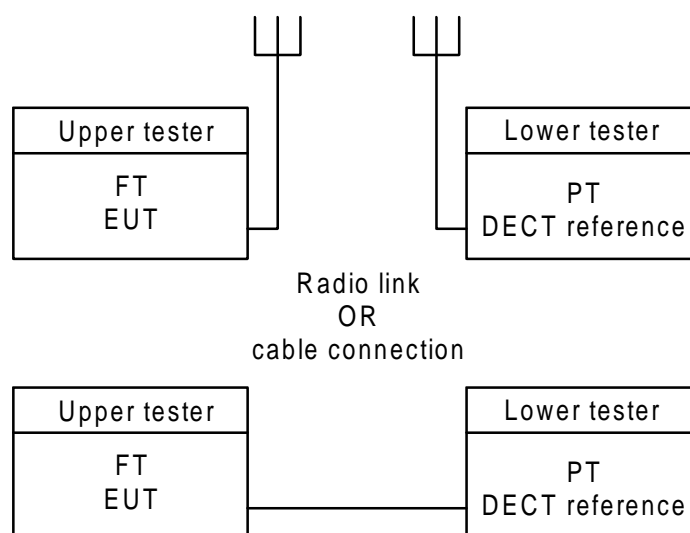 Upper tester
FT
EUT
Lower tester
PT
DECT reference
Radio link
OR
cable connection
Upper tester
FT
EUT
Lower tester
PT
DECT reference